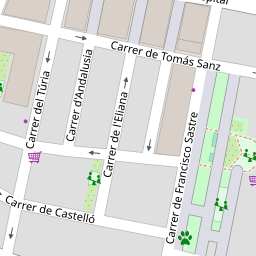 pital
Carrer de Tomás Sanz
Carrer del Túria
Carrer d'Andalusia
Carrer de l'Eliana
Carrer de Francisco Sastre
Carrer de Castelló